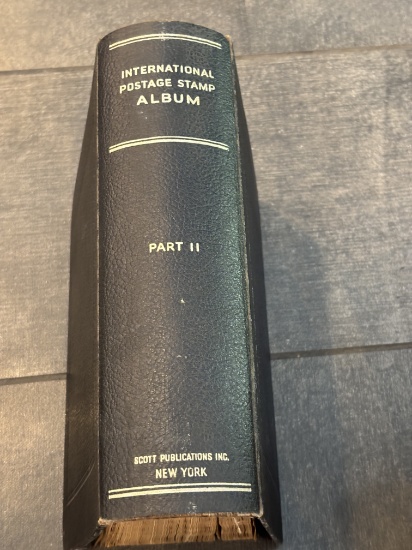 INTERNATIONAL
POSTAGE STAMP
ALBUM
PART II
SCOTT PUBLICATIONS INC.
NEW YORK